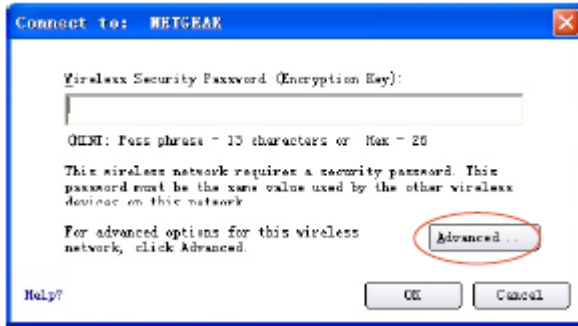 Connect to: NETGEAR
Wireless Security Password (Encryption Key):
(HINT: Pass phrase = 13 characters or Hex = 26
This wireless network requires a security password. This
password must be the same value used by the other wireless
devices on this network
For advanced options for this wireless
network, click Advanced.
Advanced ..
Help?
OK
Cancel